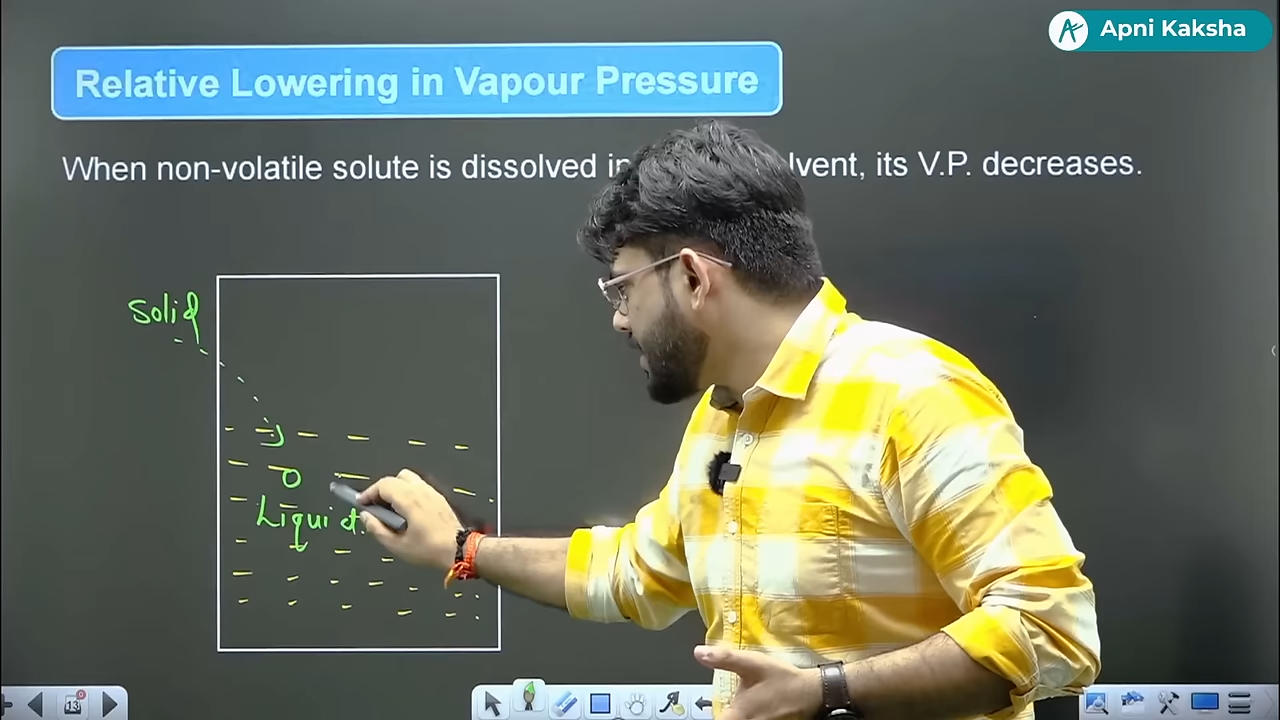 Apni Kaksha
Relative Lowering in Vapour Pressure
When non-volatile solute is dissolved in lvent, its V.P. decreases.
Solid
Liquid.
13